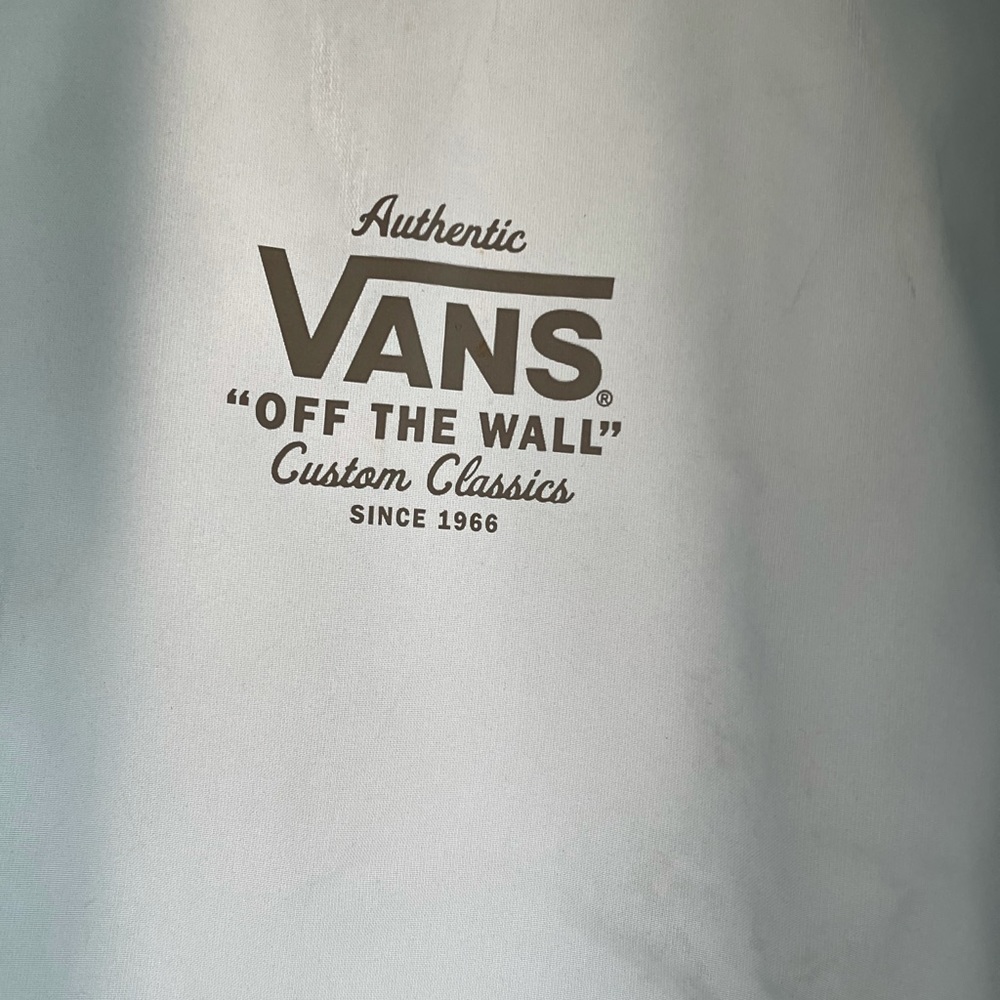 Authentic
VANS®
“OFF THE WALL”
Custom Classics
SINCE 1966